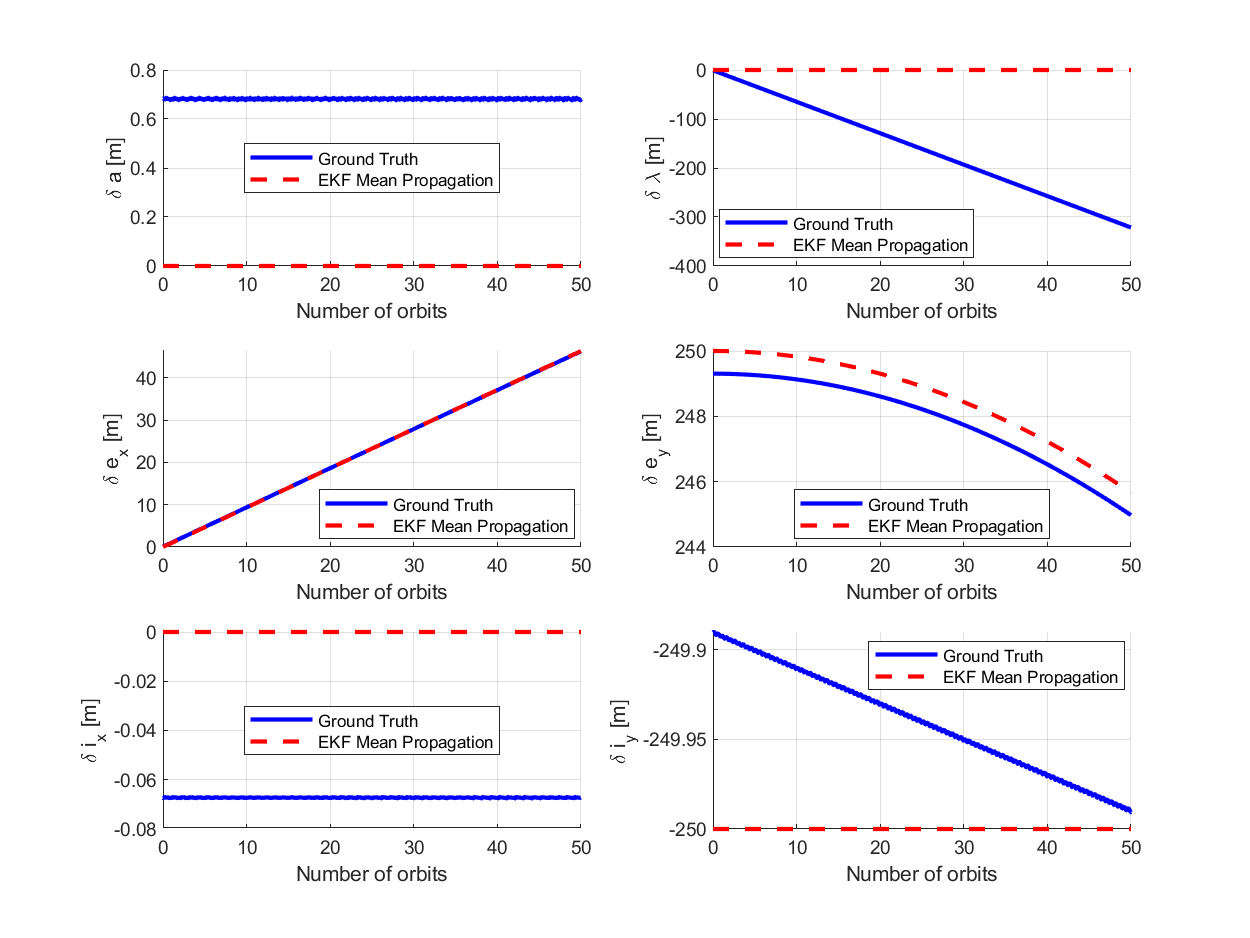 0.8
0.6
0.4
0.2
0
δ a [m]
Ground Truth
EKF Mean Propagation
0 10 20 30 40 50
Number of orbits
0
-100
-200
-300
-400
δ λ [m]
Ground Truth
EKF Mean Propagation
0 10 20 30 40 50
Number of orbits
40
30
20
10
0
δ e_x [m]
Ground Truth
EKF Mean Propagation
0 10 20 30 40 50
Number of orbits
250
248
246
244
δ e_y [m]
Ground Truth
EKF Mean Propagation
0 10 20 30 40 50
Number of orbits
0
-0.02
-0.04
-0.06
-0.08
δ i_x [m]
Ground Truth
EKF Mean Propagation
0 10 20 30 40 50
Number of orbits
-249.9
-249.95
-250
δ i_y [m]
Ground Truth
EKF Mean Propagation
0 10 20 30 40 50
Number of orbits